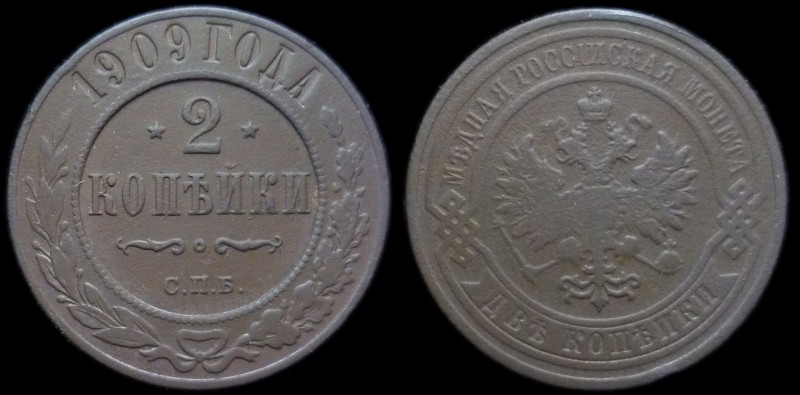 1909 ГОДА
2
КОПѢЙКИ
С.П.Б.
МѢДНАЯ РОССІЙСКАЯ МОНЕТА
ДВѢ КОПѢЙКИ